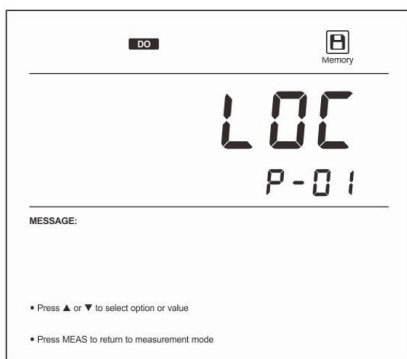 DO
Memory
LOC
P-01
MESSAGE:
• Press ▲ or ▼ to select option or value
• Press MEAS to return to measurement mode